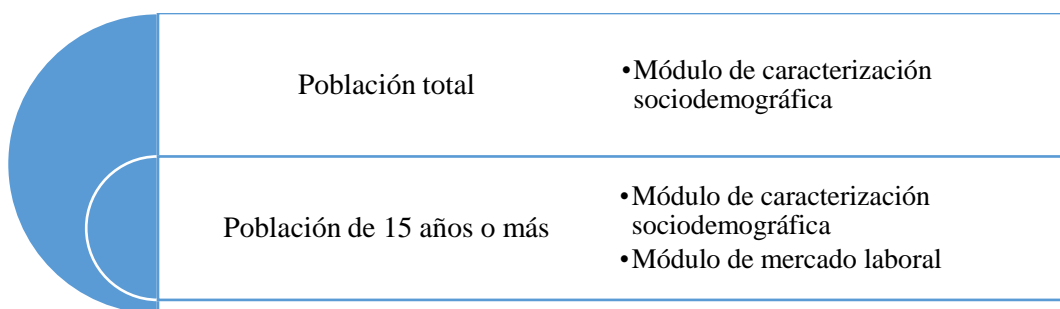 Población total
•Módulo de caracterización
sociodemográfica
Población de 15 años o más
•Módulo de caracterización
sociodemográfica
•Módulo de mercado laboral